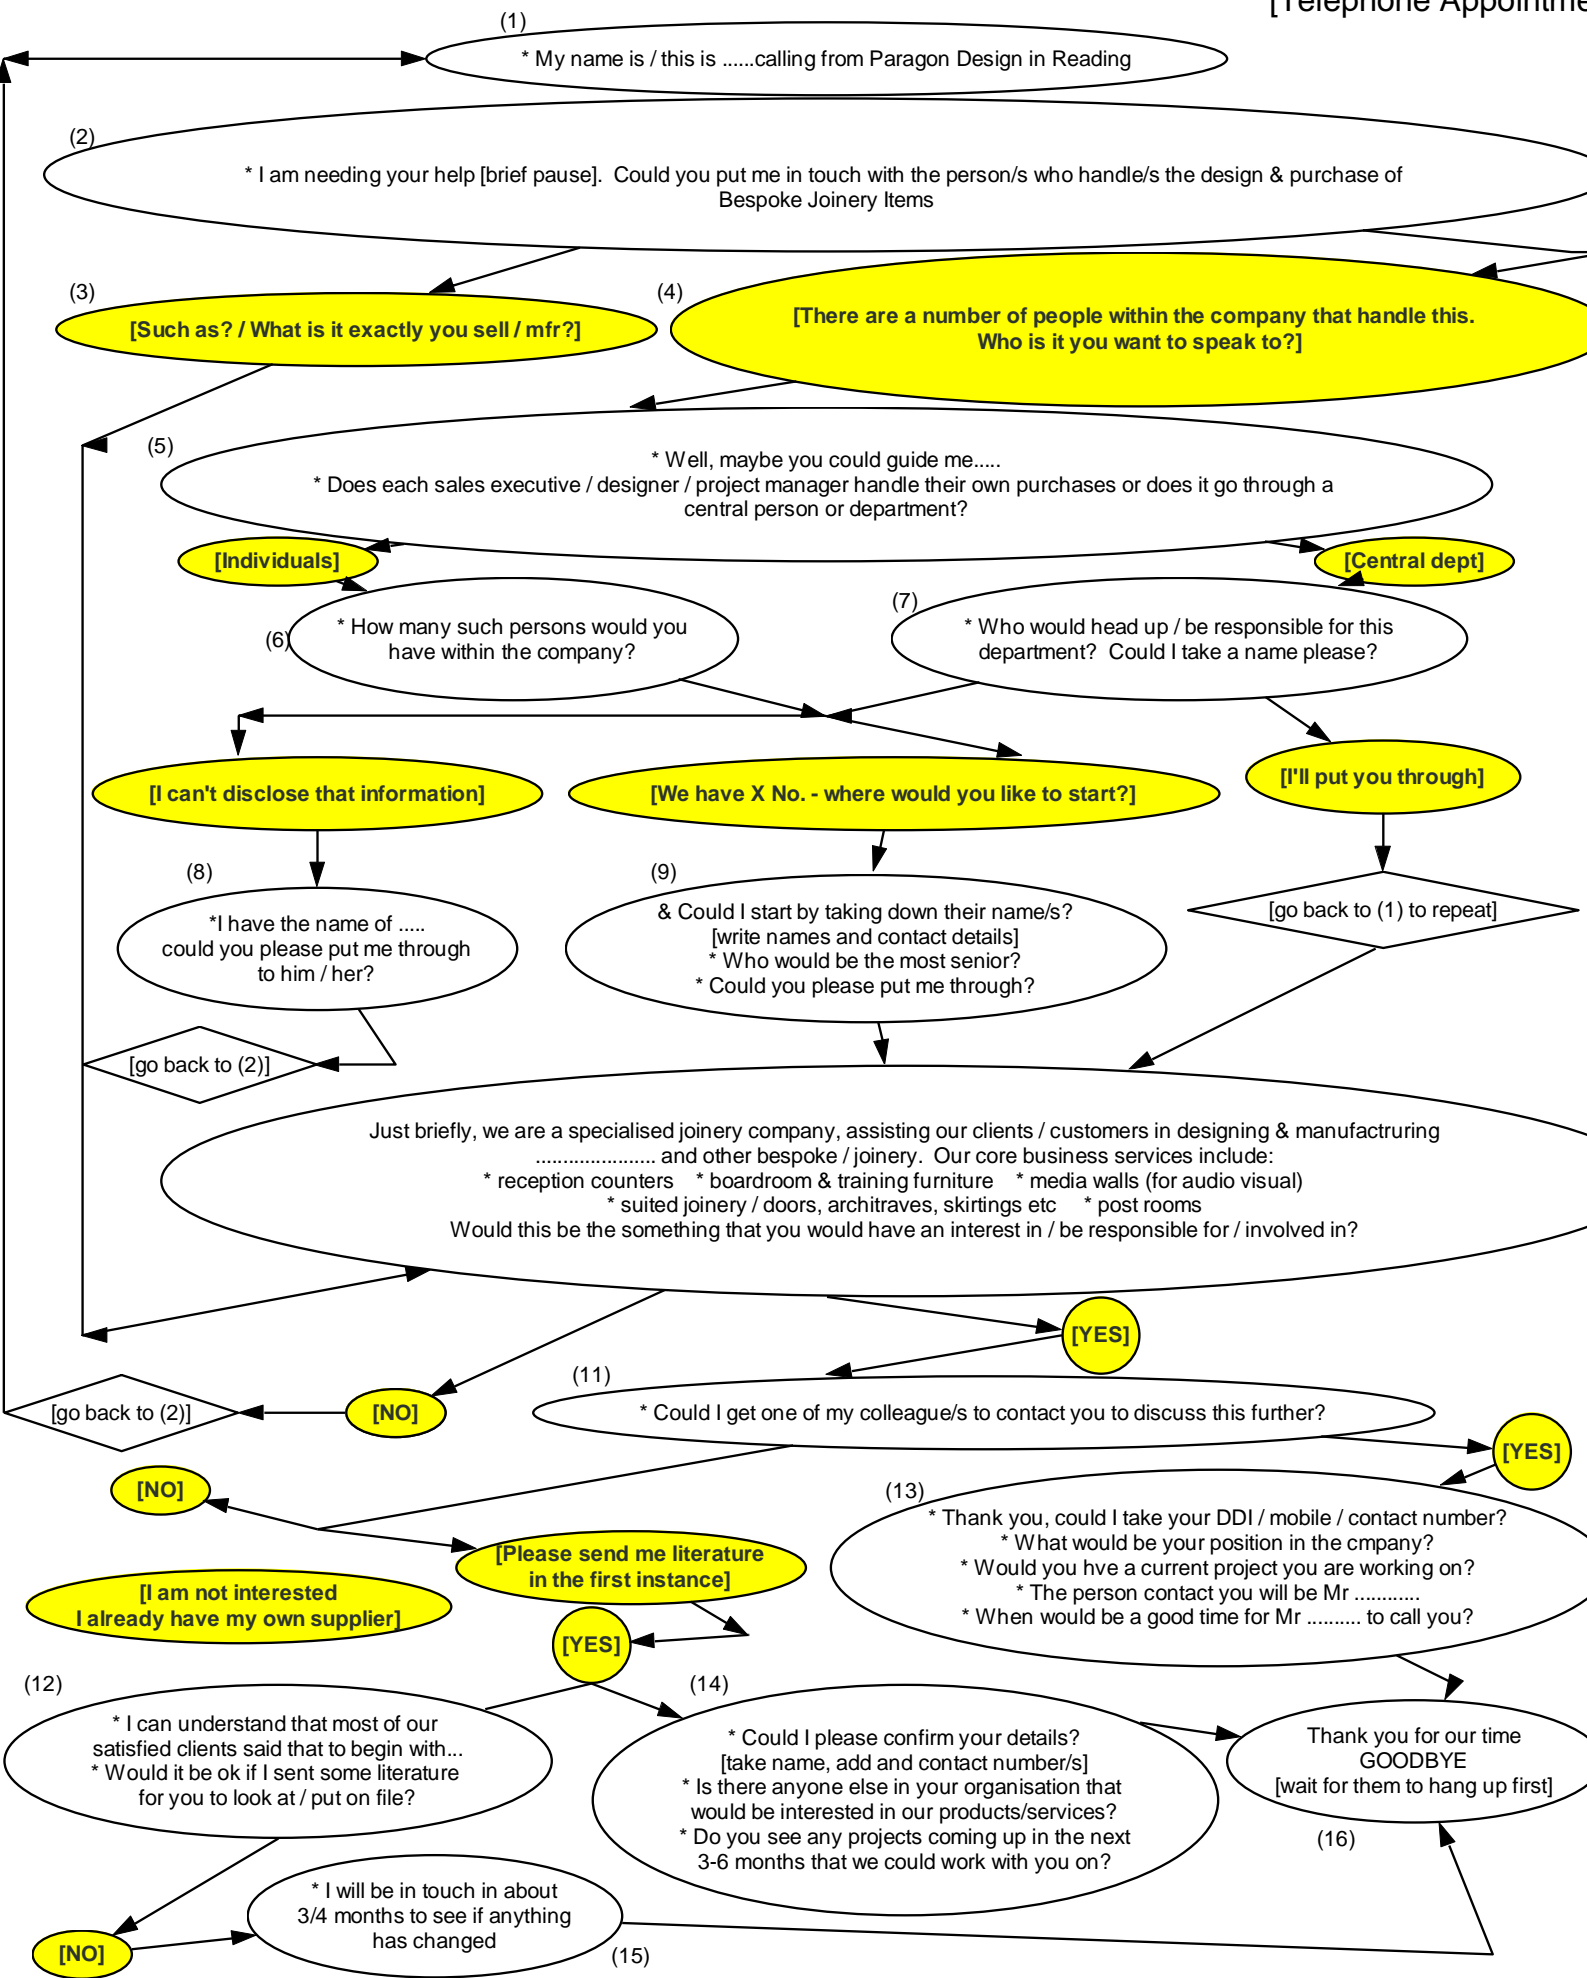 [Telephone Appointme
(1)
* My name is / this is ......calling from Paragon Design in Reading
(2)
* I am needing your help [brief pause].  Could you put me in touch with the person/s who handle/s the design & purchase of
Bespoke Joinery Items
(3)
[Such as? / What is it exactly you sell / mfr?]
(4)
[There are a number of people within the company that handle this.
Who is it you want to speak to?]
(5)
* Well, maybe you could guide me.....
* Does each sales executive / designer / project manager handle their own purchases or does it go through a
central person or department?
[Individuals]
[Central dept]
(6)
* How many such persons would you
have within the company?
(7)
* Who would head up / be responsible for this
department?  Could I take a name please?
[I can't disclose that information]
[We have X No. - where would you like to start?]
[I'll put you through]
(8)
*I have the name of .....
could you please put me through
to him / her?
(9)
& Could I start by taking down their name/s?
[write names and contact details]
* Who would be the most senior?
* Could you please put me through?
[go back to (1) to repeat]
[go back to (2)]
Just briefly, we are a specialised joinery company, assisting our clients / customers in designing & manufactruring
...................... and other bespoke / joinery.  Our core business services include:
* reception counters    * boardroom & training furniture    * media walls (for audio visual)
* suited joinery / doors, architraves, skirtings etc     * post rooms
Would this be the something that you would have an interest in / be responsible for / involved in?
[YES]
[go back to (2)]
[NO]
(11)
* Could I get one of my colleague/s to contact you to discuss this further?
[YES]
[NO]
[Please send me literature
in the first instance]
(13)
* Thank you, could I take your DDI / mobile / contact number?
* What would be your position in the cmpany?
* Would you hve a current project you are working on?
* The person contact you will be Mr ............
* When would be a good time for Mr .......... to call you?
[I am not interested
I already have my own supplier]
[YES]
(12)
* I can understand that most of our
satisfied clients said that to begin with...
* Would it be ok if I sent some literature
for you to look at / put on file?
(14)
* Could I please confirm your details?
[take name, add and contact number/s]
* Is there anyone else in your organisation that
would be interested in our products/services?
* Do you see any projects coming up in the next
3-6 months that we could work with you on?
Thank you for our time
GOODBYE
[wait for them to hang up first]
(16)
[NO]
* I will be in touch in about
3/4 months to see if anything
has changed
(15)